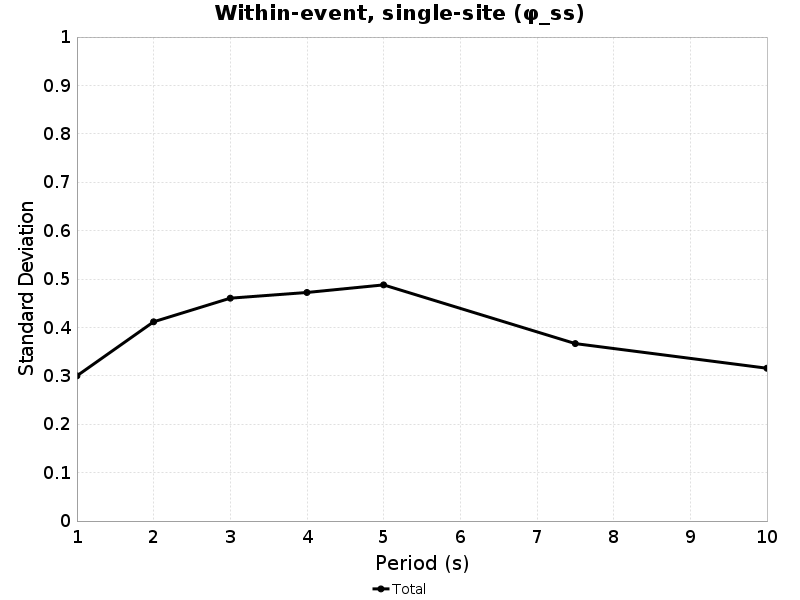 Within-event, single-site (φ_ss)
1
0.9
0.8
0.7
0.6
0.5
0.4
0.3
0.2
0.1
0
Standard Deviation
1 2 3 4 5 6 7 8 9 10
Period (s)
Total